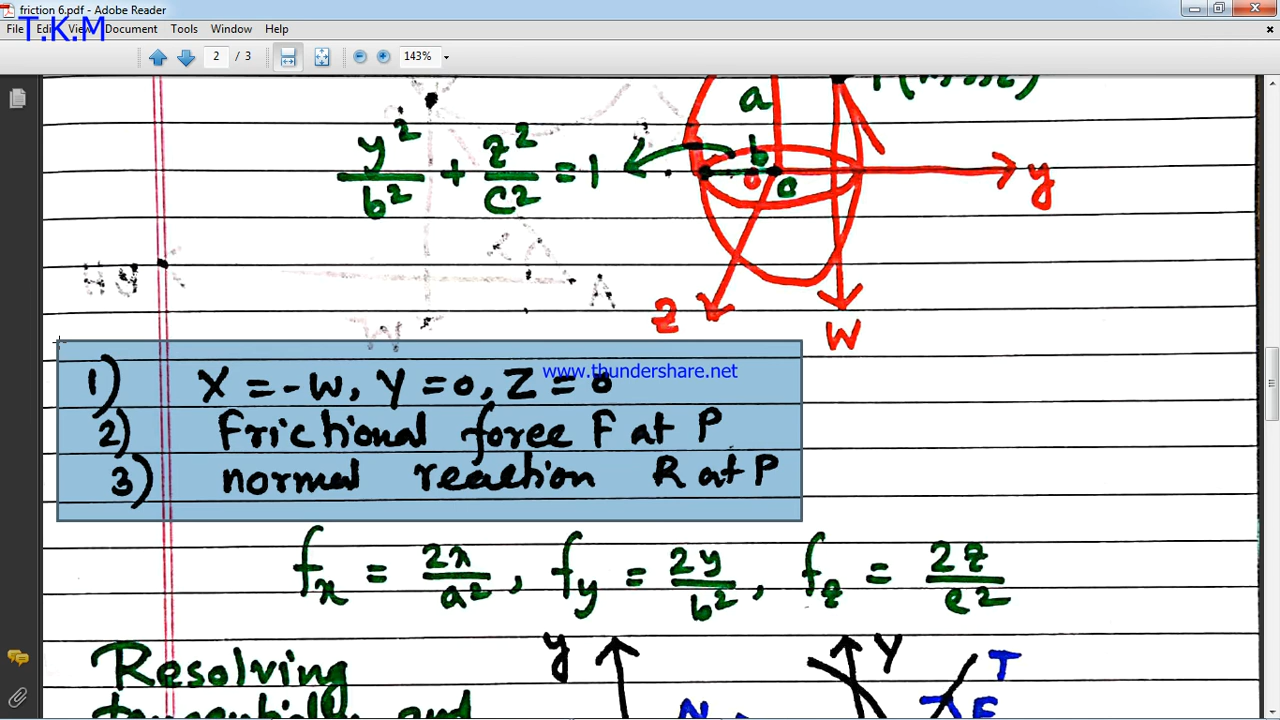 friction 6.pdf - Adobe Reader
T.K.M
File Edit View Document Tools Window Help
2 / 3 143%
a
y²/b² + z²/c² = 1
b
o
c
y
A
Z
W
W
www.thundershare.net
1) X = -W, Y = 0, Z = 0
2) Frictional force F at P
3) normal reaction R at P
fx = 2x/a², fy = 2y/b², fz = 2z/c²
Resolving
tangentially and
y
Y
T
F
N